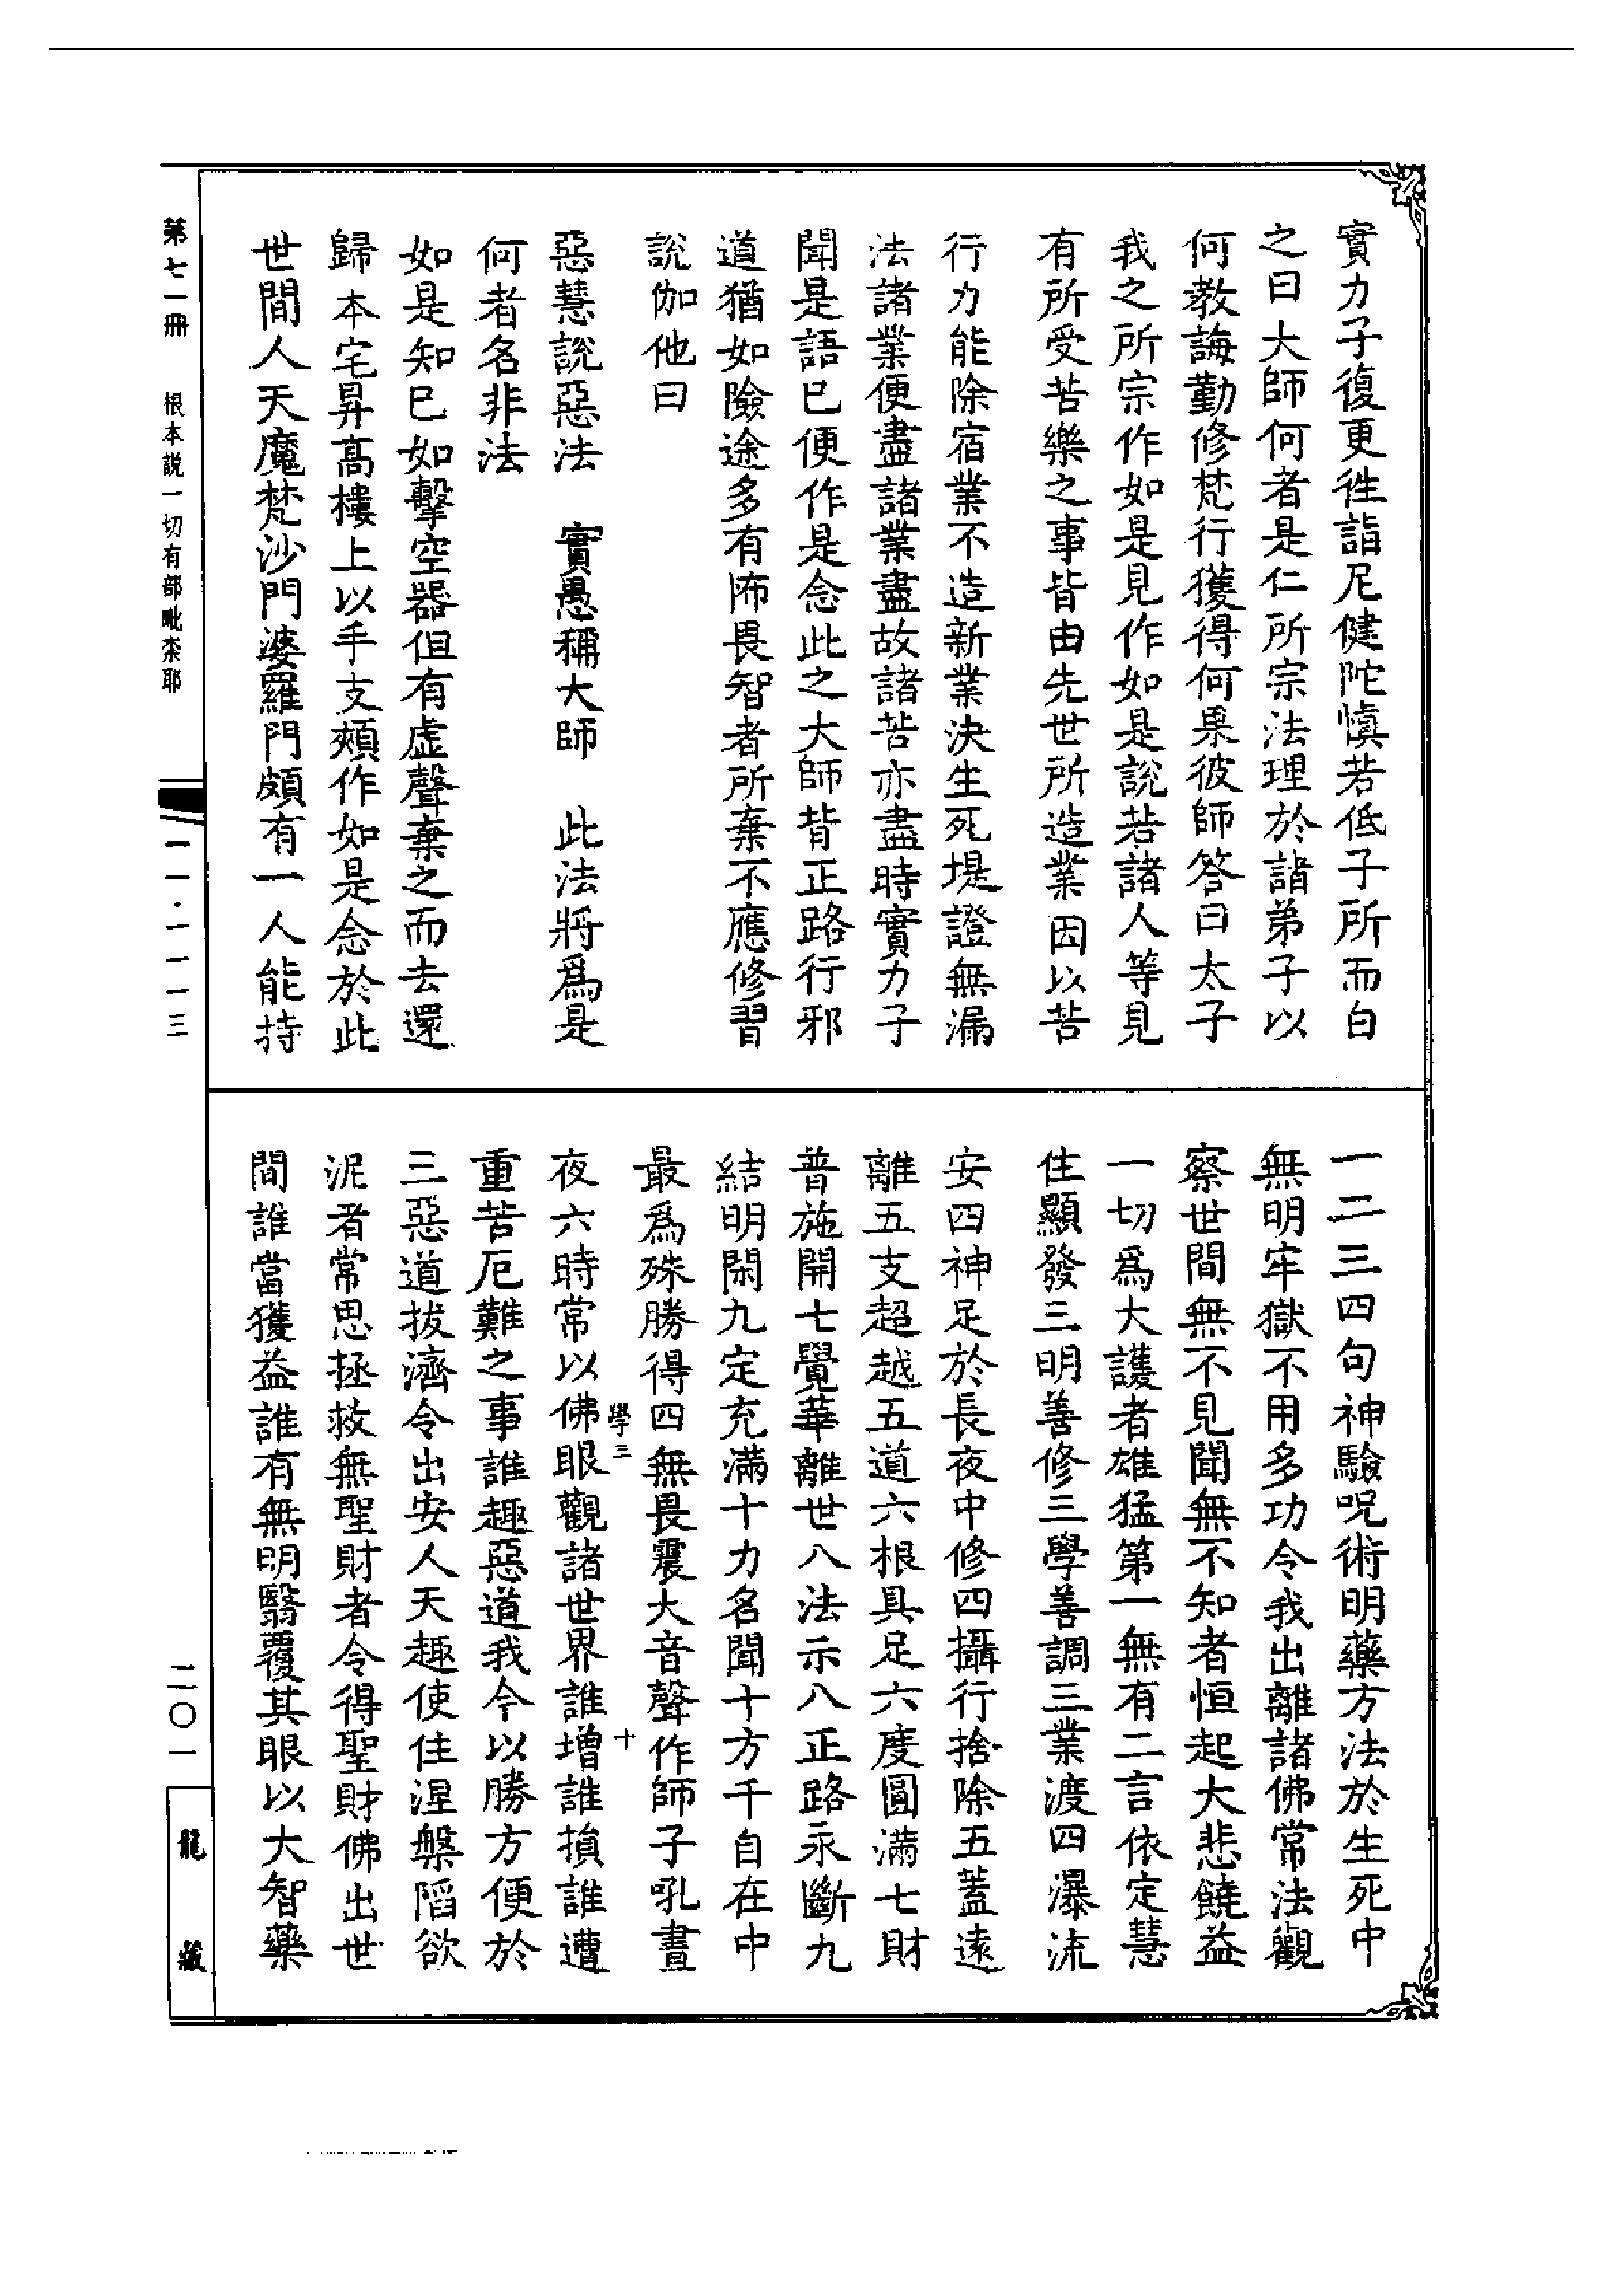 實力子復更往詣尼健陀慎若低子所而白
之曰大師何者是仁所宗法理於諸弟子以
何教誨勤修梵行獲得何果彼師答曰太子
我之所宗作如是見作如是說若諸人等見
有所受苦樂之事皆由先世所造業因以苦
行力能除宿業不造新業決生死堤證無漏
法諸業便盡諸業盡故諸苦亦盡時實力子
聞是語已便作是念此之大師背正路行邪
道猶如險途多有怖畏智者所棄不應修習
說伽他曰
惡慧說惡法　實愚稱大師　此法將爲是
何者名非法
如是知已如擊空器但有虛聲棄之而去還
歸本宅昇高樓上以手支頰作如是念於此
世間人天魔梵沙門婆羅門頗有一人能持
一二三四句神驗呪術明藥方法於生死中
無明牢獄不用多功令我出離諸佛常法觀
察世間無不見聞無不知者恒起大悲饒益
一切爲大護者雄猛第一無有二言依定慧
住顯發三明善修三學善調三業渡四瀑流
安四神足於長夜中修四攝行捨除五蓋遠
離五支超越五道六根具足六度圓滿七財
普施開七覺華離世八法示八正路永斷九
結明閑九定充滿十力名聞十方千自在中
最爲殊勝得四無畏震大音聲作師子吼晝
學三　十
夜六時常以佛眼觀諸世界誰增誰損誰遭
重苦厄難之事誰趣惡道我今以勝方便於
三惡道拔濟令出安人天趣使住涅槃陷欲
泥者常思拯救無聖財者令得聖財佛出世
間誰當獲益誰有無明翳覆其眼以大智藥
第七一冊　根本說一切有部毗柰耶
一一·一一一三
二〇一
龍藏